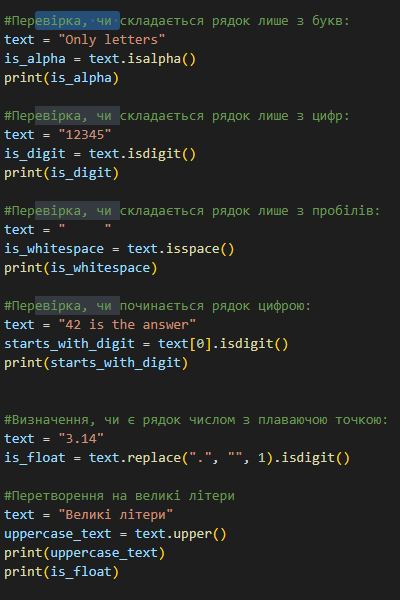 #Перевірка, чи складається рядок лише з букв:
text = "Only letters"
is_alpha = text.isalpha()
print(is_alpha)
#Перевірка, чи складається рядок лише з цифр:
text = "12345"
is_digit = text.isdigit()
print(is_digit)
#Перевірка, чи складається рядок лише з пробілів:
text = "     "
is_whitespace = text.isspace()
print(is_whitespace)
#Перевірка, чи починається рядок цифрою:
text = "42 is the answer"
starts_with_digit = text[0].isdigit()
print(starts_with_digit)
#Визначення, чи є рядок числом з плаваючою точкою:
text = "3.14"
is_float = text.replace(".", "", 1).isdigit()
#Перетворення на великі літери
text = "Великі літери"
uppercase_text = text.upper()
print(uppercase_text)
print(is_float)